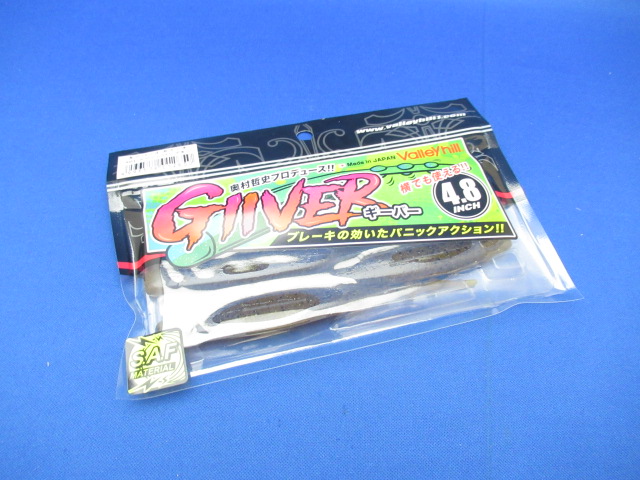 www.valleyhill1.com
奥村哲史プロデュース!!
Made in JAPAN
Valleyhill
GIIVER
ギーバー
横でも使える!!
4.8
INCH
ブレーキの効いたパニックアクション!!
SAF
MATERIAL